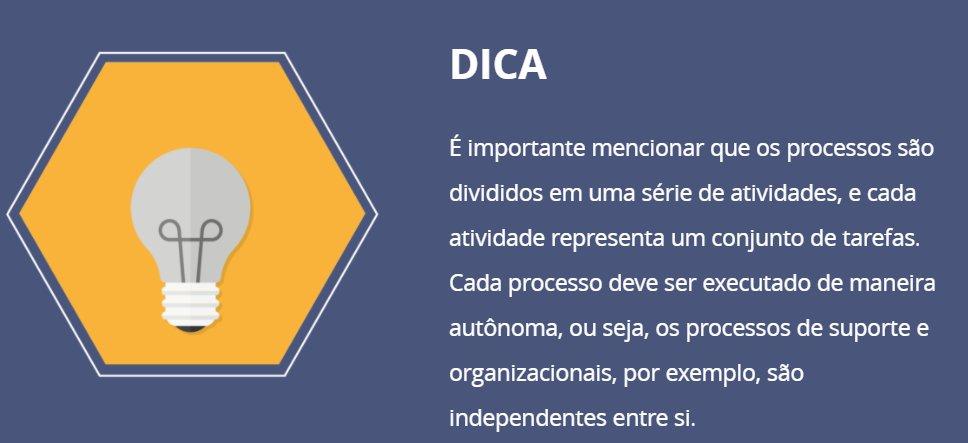 DICA
É importante mencionar que os processos são
divididos em uma série de atividades, e cada
atividade representa um conjunto de tarefas.
Cada processo deve ser executado de maneira
autônoma, ou seja, os processos de suporte e
organizacionais, por exemplo, são
independentes entre si.